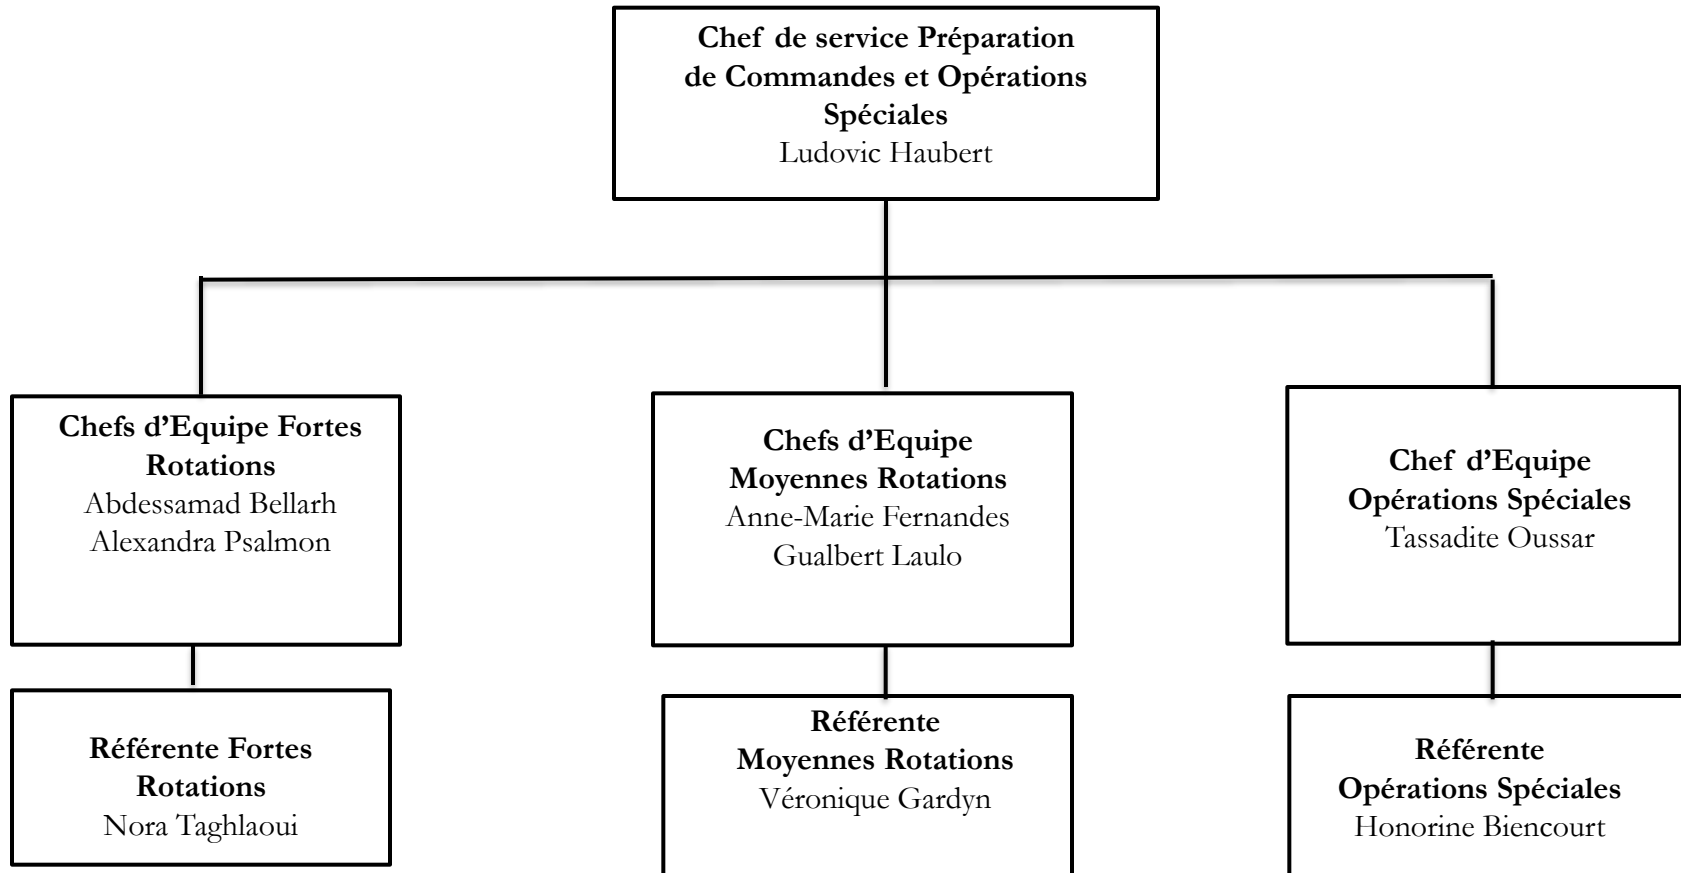 Chef de service Préparation
de Commandes et Opérations
Spéciales
Ludovic Haubert
Chefs d’Equipe Fortes
Rotations
Abdessamad Bellarh
Alexandra Psalmon
Chefs d’Equipe
Moyennes Rotations
Anne-Marie Fernandes
Gualbert Laulo
Chef d’Equipe
Opérations Spéciales
Tassadite Oussar
Référente Fortes
Rotations
Nora Taghlaoui
Référente
Moyennes Rotations
Véronique Gardyn
Référente
Opérations Spéciales
Honorine Biencourt